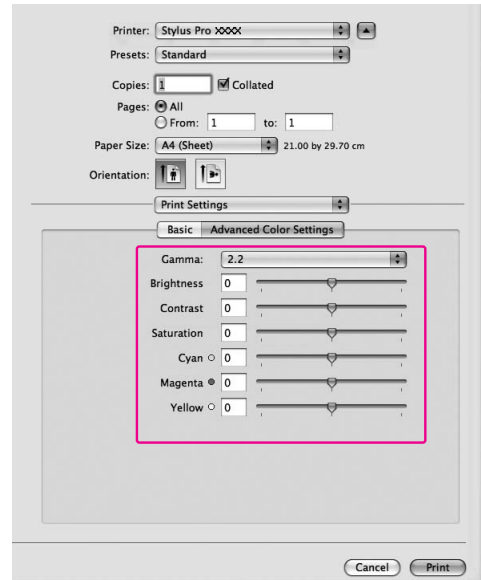 Printer: Stylus Pro XXXX
Presets: Standard
Copies: 1 Collated
Pages: All
From: 1 to: 1
Paper Size: A4 (Sheet) 21.00 by 29.70 cm
Orientation:
Print Settings
Basic Advanced Color Settings
Gamma: 2.2
Brightness 0
Contrast 0
Saturation 0
Cyan 0
Magenta 0
Yellow 0
Cancel Print